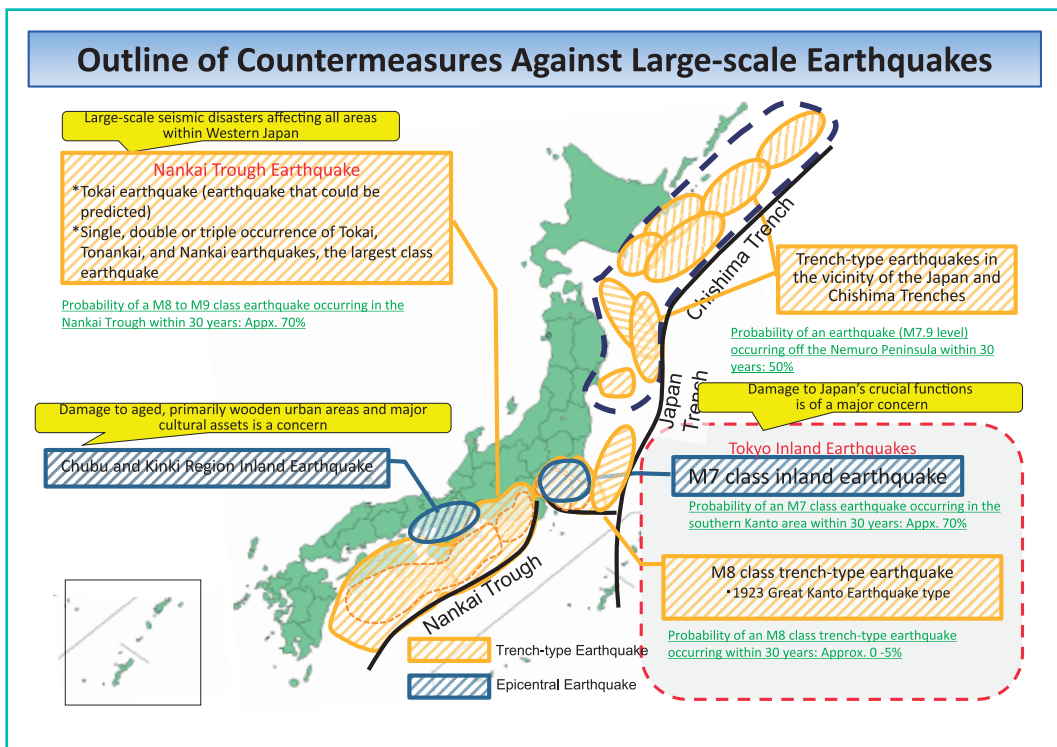 Outline of Countermeasures Against Large-scale Earthquakes
Large-scale seismic disasters affecting all areas
within Western Japan
Nankai Trough Earthquake
*Tokai earthquake (earthquake that could be
predicted)
*Single, double or triple occurrence of Tokai,
Tonankai, and Nankai earthquakes, the largest class
earthquake
Probability of a M8 to M9 class earthquake occurring in the
Nankai Trough within 30 years: Appx. 70%
Chishima Trench
Trench-type earthquakes in
the vicinity of the Japan and
Chishima Trenches
Probability of an earthquake (M7.9 level)
occurring off the Nemuro Peninsula within 30
years: 50%
Japan
Trench
Damage to Japan's crucial functions
is of a major concern
Damage to aged, primarily wooden urban areas and major
cultural assets is a concern
Chubu and Kinki Region Inland Earthquake
Tokyo Inland Earthquakes
M7 class inland earthquake
Probability of an M7 class earthquake occurring in the
southern Kanto area within 30 years: Appx. 70%
M8 class trench-type earthquake
・1923 Great Kanto Earthquake type
Probability of an M8 class trench-type earthquake
occurring within 30 years: Approx. 0 -5%
Nankai Trough
Trench-type Earthquake
Epicentral Earthquake